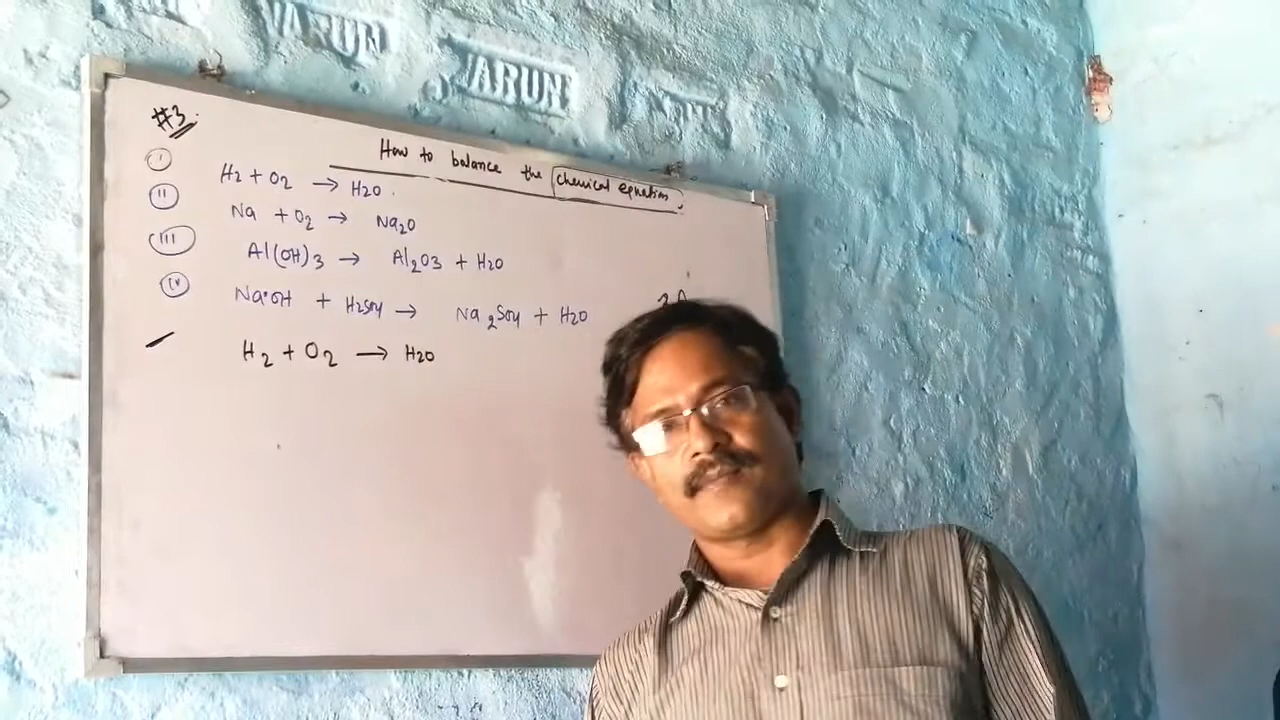 VARUN
VARUN
#3.
How to balance the chemical equation,
i H2 + O2 → H2O.
ii Na + O2 → Na2O
iii Al(OH)3 → Al2O3 + H2O
iv NaOH + H2SO4 → Na2SO4 + H2O
H2 + O2 → H2O